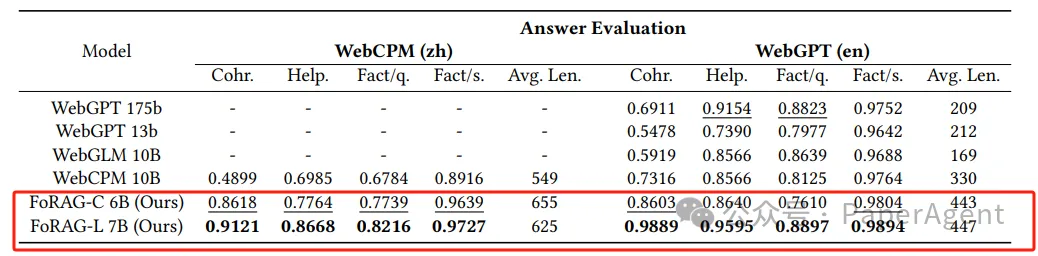 Answer Evaluation
Model WebCPM (zh) WebGPT (en)
Cohr. Help. Fact/q. Fact/s. Avg. Len. Cohr. Help. Fact/q. Fact/s. Avg. Len.
WebGPT 175b - - - - - 0.6911 0.9154 0.8823 0.9752 209
WebGPT 13b - - - - - 0.5478 0.7390 0.7977 0.9642 212
WebGLM 10B - - - - - 0.5919 0.8566 0.8639 0.9688 169
WebCPM 10B 0.4899 0.6985 0.6784 0.8916 549 0.7316 0.8566 0.8125 0.9764 330
FoRAG-C 6B (Ours) 0.8618 0.7764 0.7739 0.9639 655 0.8603 0.8640 0.7610 0.9804 443
公众号 · PaperAgent
FoRAG-L 7B (Ours) 0.9121 0.8668 0.8216 0.9727 625 0.9889 0.9595 0.8897 0.9894 447